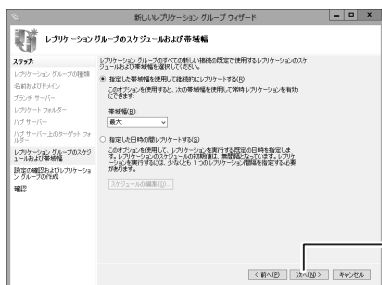 新しいレプリケーション グループ ウィザード
レプリケーション グループのスケジュールおよび帯域幅
ステップ
レプリケーション グループの種類
名前およびドメイン
ブランチ サーバー
レプリケート フォルダー
ハブ サーバー
ハブ サーバー上のターゲット フォ
ルダー
レプリケーション グループのスケジ
ュールおよび帯域幅
設定の確認およびレプリケーショ
ン グループの作成
確認
レプリケーション グループのすべての新しい接続の既定で使用するレプリケーションのスケ
ジュールおよび帯域幅を選択してください。
指定した帯域幅を使用して継続的にレプリケートする(R)
このオプションを使用すると、次の帯域幅を使用して常時レプリケーションを有効
にできます:
帯域幅(B)
最大
指定した日時の間レプリケートする(S)
このオプションを使用して、レプリケーションを実行する既定の日時を指定しま
す。レプリケーションのスケジュールの初期値は、無間隔となっています。レプリケ
ーションを実行するには、少なくとも 1 つのレプリケーション間隔を指定する必要
があります。
スケジュールの編集(D)...
< 前へ(P)
次へ(N) >
キャンセル